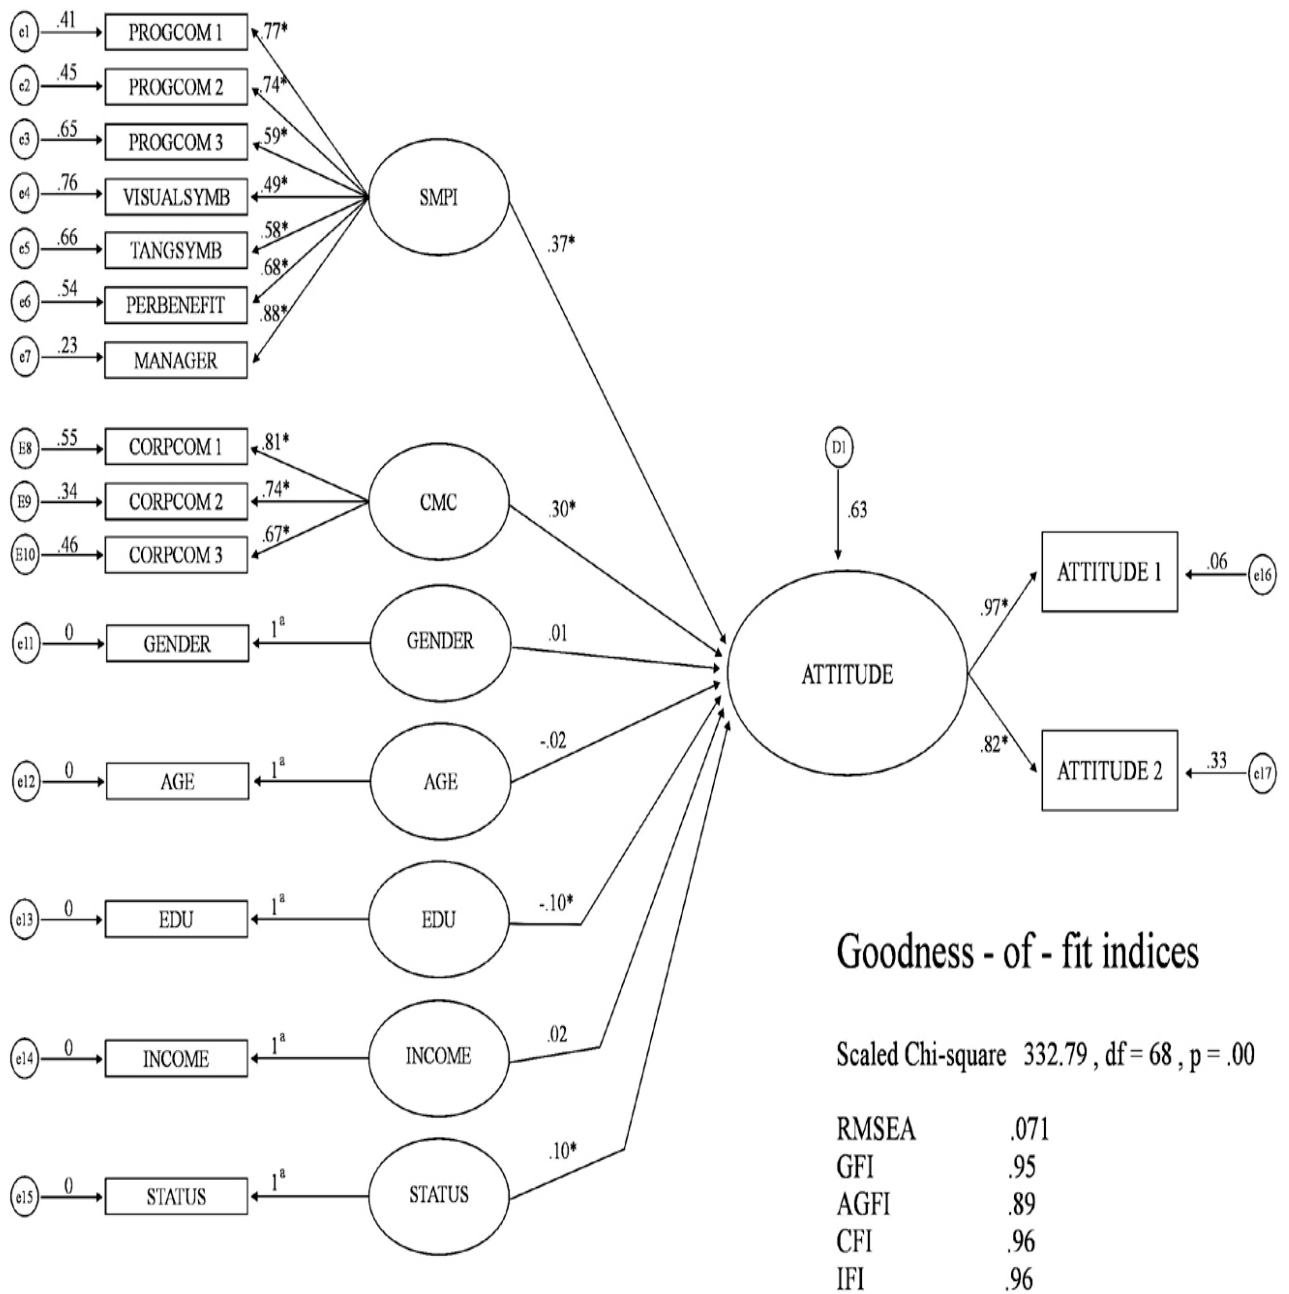 e1 .41 PROGCOM 1 .77*
e2 .45 PROGCOM 2 .74*
e3 .65 PROGCOM 3 .59*
e4 .76 VISUALSYMB .49* SMPI
e5 .66 TANGSYMB .58* .37*
e6 .54 PERBENEFIT .68*
e7 .23 MANAGER .88*
E8 .55 CORPCOM 1 .81* D1
E9 .34 CORPCOM 2 .74* CMC .30* .63
E10 .46 CORPCOM 3 .67*
.97* ATTITUDE 1 .06 e16
e11 0 GENDER 1a GENDER .01
ATTITUDE
.82* ATTITUDE 2 .33 e17
e12 0 AGE 1a AGE -.02
e13 0 EDU 1a EDU -.10*
Goodness - of - fit indices
e14 0 INCOME 1a INCOME .02
Scaled Chi-square 332.79 , df = 68 , p = .00
RMSEA .071
GFI .95
e15 0 STATUS 1a STATUS .10*
AGFI .89
CFI .96
IFI .96